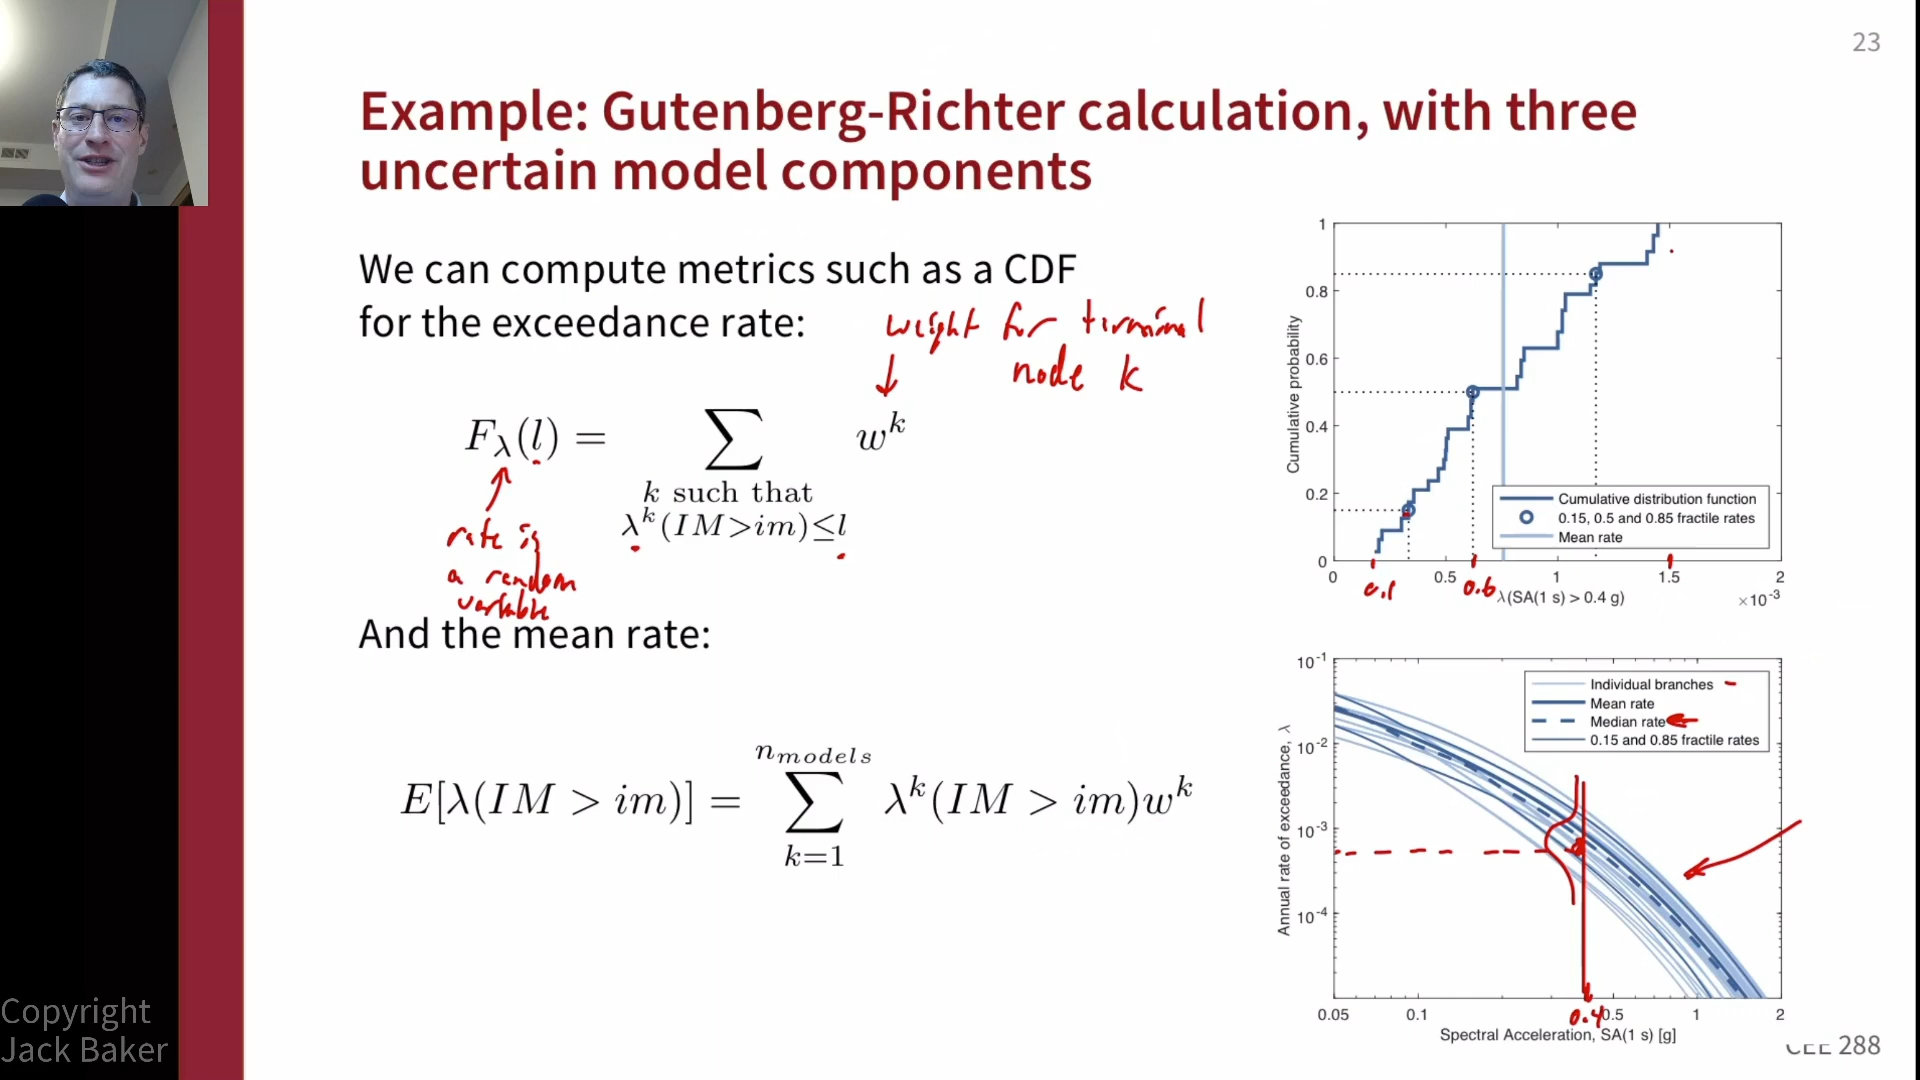 23
Example: Gutenberg-Richter calculation, with three
uncertain model components
We can compute metrics such as a CDF
for the exceedance rate:
weight for terminal
node k
F_λ(l) = ∑ w^k
k such that
λ^k(IM>im)≤l
rate is
a random
variable
And the mean rate:
E[λ(IM > im)] = ∑ λ^k(IM > im)w^k
n_models
k=1
Cumulative probability
1
0.8
0.6
0.4
0.2
0
Cumulative distribution function
0.15, 0.5 and 0.85 fractile rates
Mean rate
0 0.5 1 1.5 2
0.1 0.6
λ(SA(1 s) > 0.4 g)
×10^-3
Annual rate of exceedance, λ
10^-1
10^-2
10^-3
10^-4
Individual branches
Mean rate
Median rate
0.15 and 0.85 fractile rates
0.05 0.1 0.5 1 2
0.4
Spectral Acceleration, SA(1 s) [g]
CEE 288
Copyright
Jack Baker